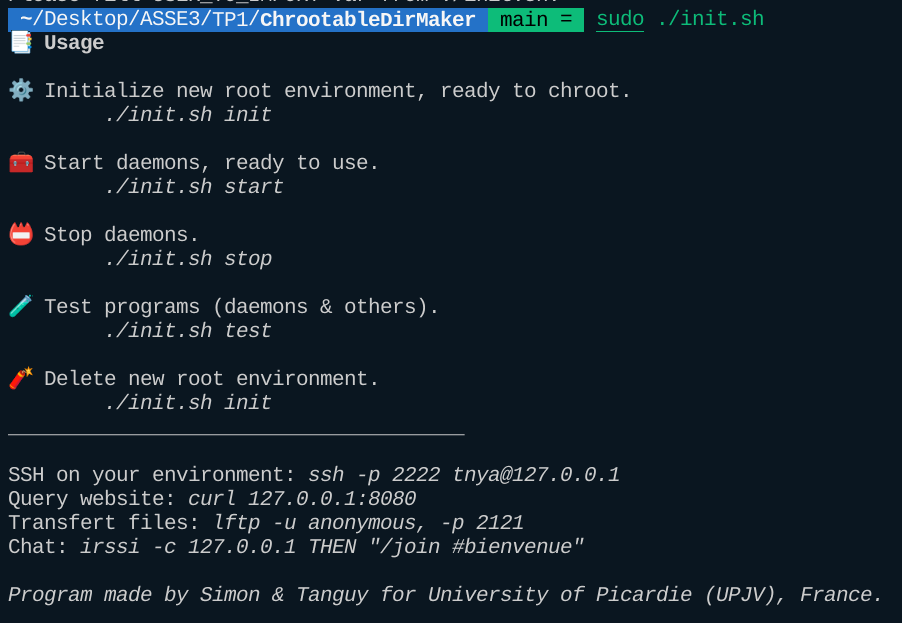 ~/Desktop/ASSE3/TP1/ChrootableDirMaker main = sudo ./init.sh
Usage
Initialize new root environment, ready to chroot.
./init.sh init
Start daemons, ready to use.
./init.sh start
Stop daemons.
./init.sh stop
Test programs (daemons & others).
./init.sh test
Delete new root environment.
./init.sh init
SSH on your environment: ssh -p 2222 tnya@127.0.0.1
Query website: curl 127.0.0.1:8080
Transfert files: lftp -u anonymous, -p 2121
Chat: irssi -c 127.0.0.1 THEN "/join #bienvenue"
Program made by Simon & Tanguy for University of Picardie (UPJV), France.